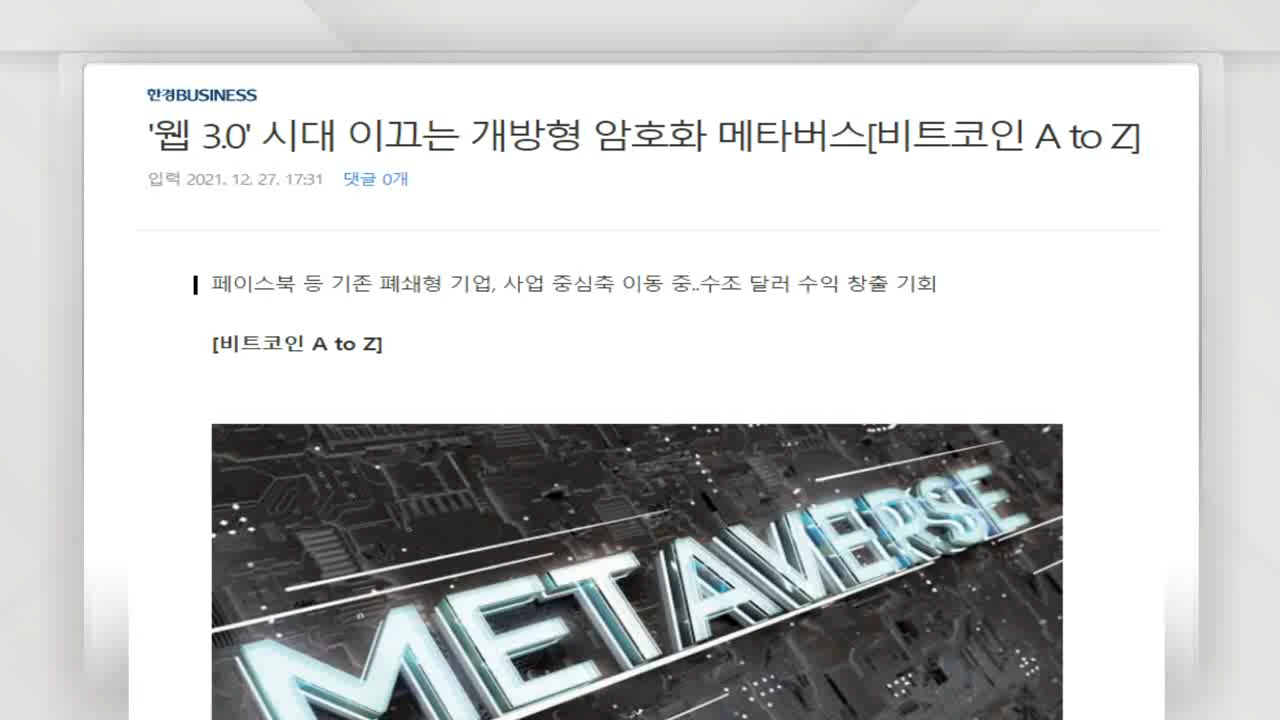 한경BUSINESS
'웹 3.0' 시대 이끄는 개방형 암호화 메타버스[비트코인 A to Z]
입력 2021. 12. 27. 17:31 댓글 0개
페이스북 등 기존 폐쇄형 기업, 사업 중심축 이동 중..수조 달러 수익 창출 기회
[비트코인 A to Z]
METAVERSE